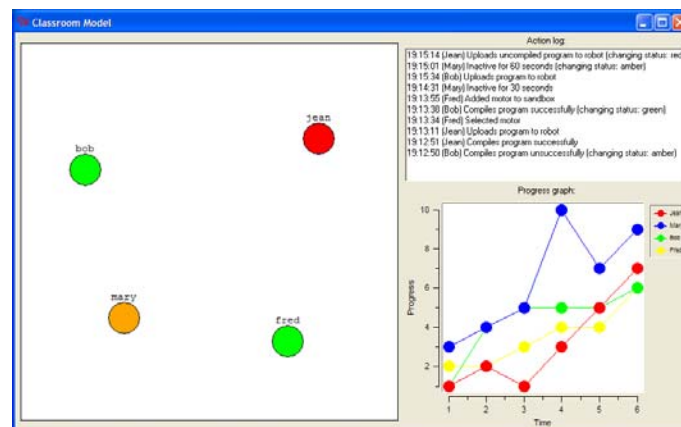 Classroom Model
jean
bob
mary
fred
Action log:
19:15:14 (Jean) Uploads uncompiled program to robot (changing status: red
19:15:01 (Mary) Inactive for 60 seconds (changing status: amber)
19:15:34 (Bob) Uploads program to robot
19:14:31 (Mary) Inactive for 30 seconds
19:13:55 (Fred) Added motor to sandbox
19:13:38 (Bob) Compiles program successfully (changing status: green)
19:13:34 (Fred) Selected motor
19:13:11 (Jean) Uploads program to robot
19:12:51 (Jean) Compiles program successfully
19:12:50 (Bob) Compiles program unsuccessfully (changing status: amber)
Progress graph:
10
8
6
4
2
Progress
1 2 3 4 5 6
Time
Jean
Mary
Bob
Fred